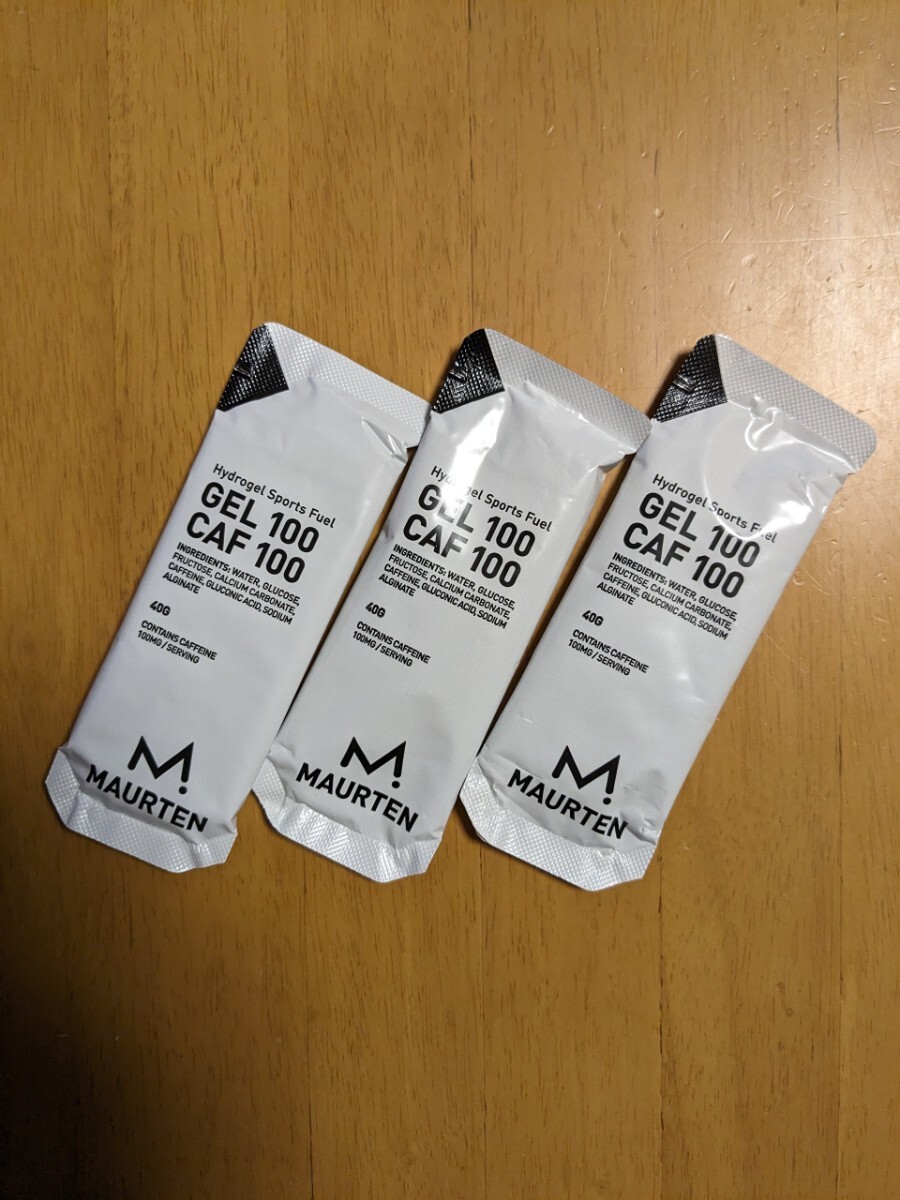 Hydrogel Sports Fuel
GEL 100
CAF 100
INGREDIENTS: WATER, GLUCOSE,
FRUCTOSE, CALCIUM CARBONATE,
CAFFEINE, GLUCONIC ACID, SODIUM
ALGINATE
40G
CONTAINS CAFFEINE
100MG / SERVING
MAURTEN
Hydrogel Sports Fuel
GEL 100
CAF 100
INGREDIENTS: WATER, GLUCOSE,
FRUCTOSE, CALCIUM CARBONATE,
CAFFEINE, GLUCONIC ACID, SODIUM
ALGINATE
40G
CONTAINS CAFFEINE
100MG / SERVING
MAURTEN
Hydrogel Sports Fuel
GEL 100
CAF 100
INGREDIENTS: WATER, GLUCOSE,
FRUCTOSE, CALCIUM CARBONATE,
CAFFEINE, GLUCONIC ACID, SODIUM
ALGINATE
40G
CONTAINS CAFFEINE
100MG / SERVING
MAURTEN